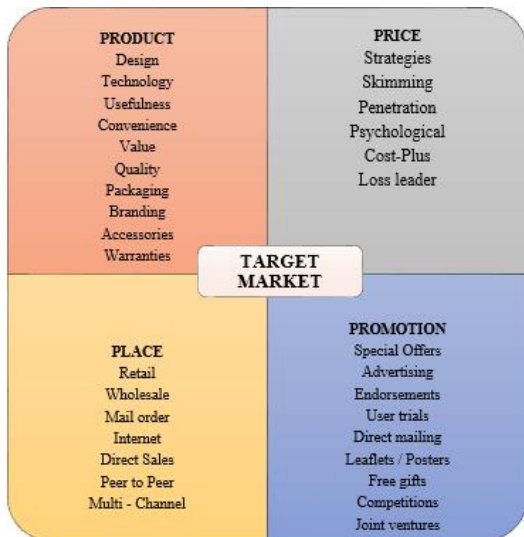 PRODUCT
Design
Technology
Usefulness
Convenience
Value
Quality
Packaging
Branding
Accessories
Warranties
PRICE
Strategies
Skimming
Penetration
Psychological
Cost-Plus
Loss leader
TARGET
MARKET
PLACE
Retail
Wholesale
Mail order
Internet
Direct Sales
Peer to Peer
Multi - Channel
PROMOTION
Special Offers
Advertising
Endorsements
User trials
Direct mailing
Leaflets / Posters
Free gifts
Competitions
Joint ventures